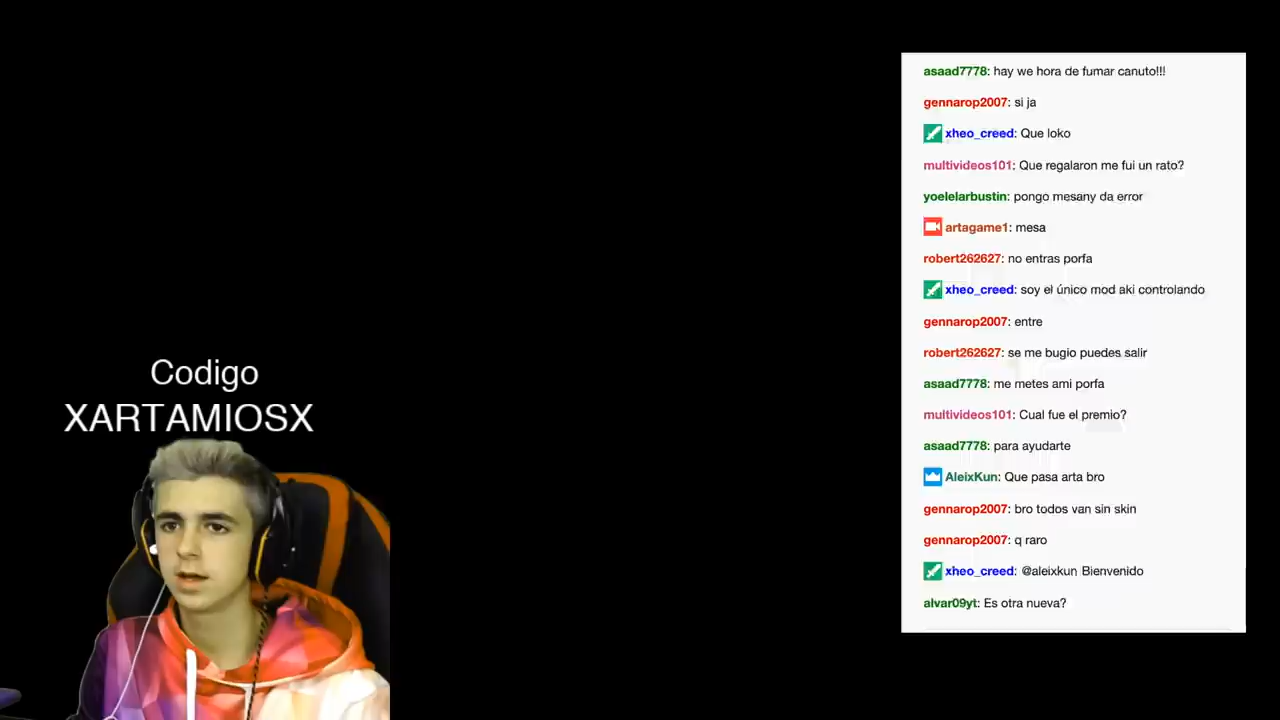 asaad7778: hay we hora de fumar canuto!!!
gennarop2007: si ja
xheo_creed: Que loko
multivideos101: Que regalaron me fui un rato?
yoelelarbustin: pongo mesany da error
artagame1: mesa
robert262627: no entras porfa
xheo_creed: soy el único mod aki controlando
gennarop2007: entre
robert262627: se me bugio puedes salir
asaad7778: me metes ami porfa
multivideos101: Cual fue el premio?
asaad7778: para ayudarte
AleixKun: Que pasa arta bro
gennarop2007: bro todos van sin skin
gennarop2007: q raro
xheo_creed: @aleixkun Bienvenido
alvar09yt: Es otra nueva?
Codigo
XARTAMIOSX